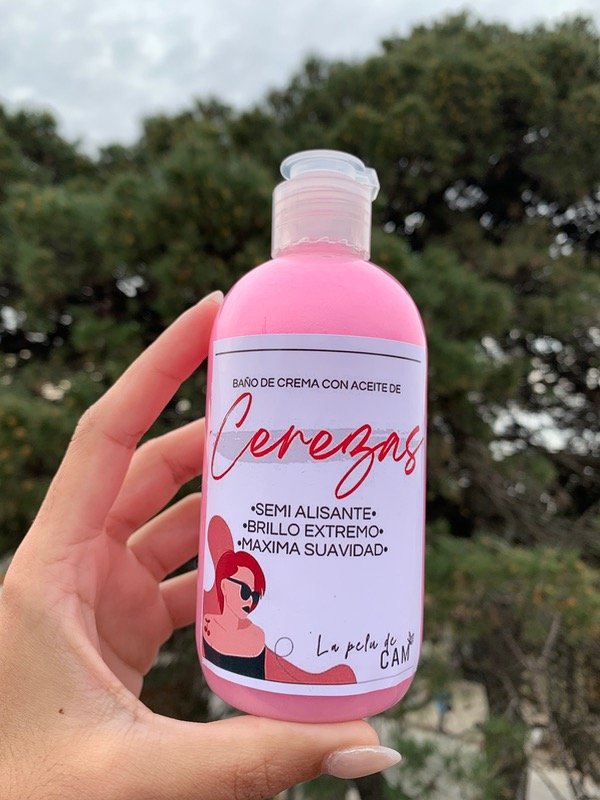 BAÑO DE CREMA CON ACEITE DE
Cerezas
•SEMI ALISANTE•
•BRILLO EXTREMO•
•MAXIMA SUAVIDAD•
La pelu de
CAM